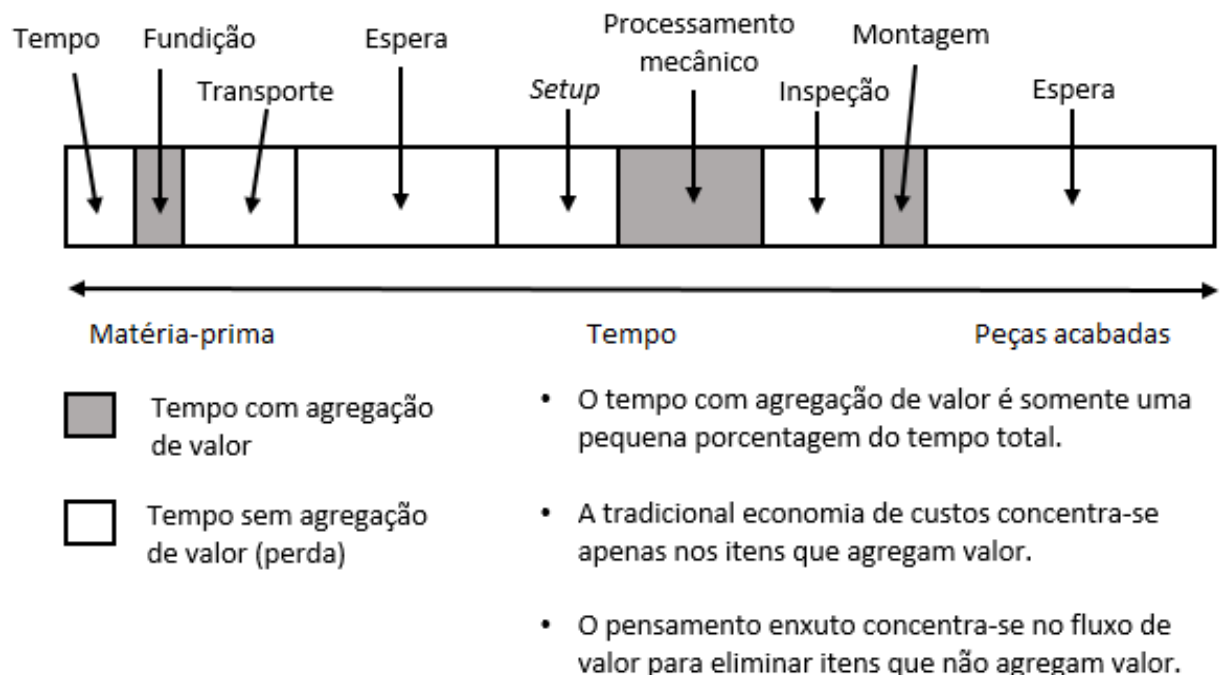 Tempo
Fundição
Transporte
Espera
Setup
Processamento
mecânico
Inspeção
Montagem
Espera
Matéria-prima
Tempo
Peças acabadas
Tempo com agregação
de valor
Tempo sem agregação
de valor (perda)
• O tempo com agregação de valor é somente uma
pequena porcentagem do tempo total.
• A tradicional economia de custos concentra-se
apenas nos itens que agregam valor.
• O pensamento enxuto concentra-se no fluxo de
valor para eliminar itens que não agregam valor.